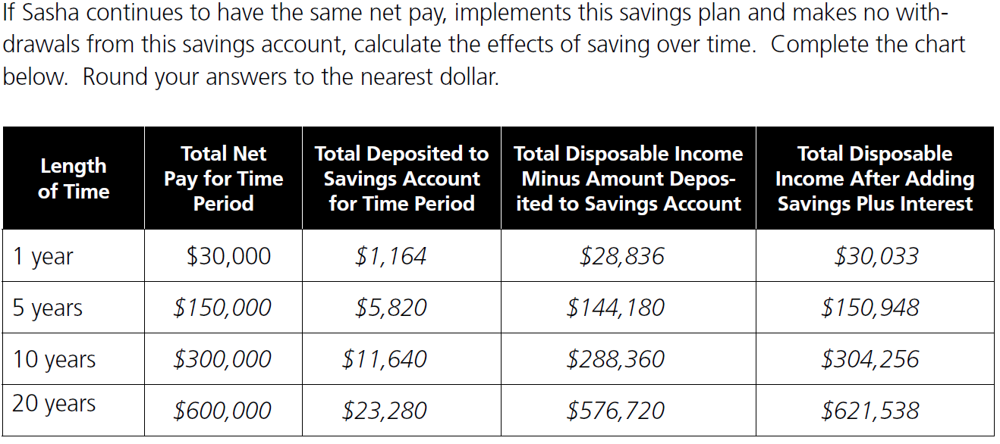 If Sasha continues to have the same net pay, implements this savings plan and makes no with-
drawals from this savings account, calculate the effects of saving over time.  Complete the chart
below.  Round your answers to the nearest dollar.
Length
of Time
Total Net
Pay for Time
Period
Total Deposited to
Savings Account
for Time Period
Total Disposable Income
Minus Amount Depos-
ited to Savings Account
Total Disposable
Income After Adding
Savings Plus Interest
1 year $30,000 $1,164 $28,836 $30,033
5 years $150,000 $5,820 $144,180 $150,948
10 years $300,000 $11,640 $288,360 $304,256
20 years $600,000 $23,280 $576,720 $621,538